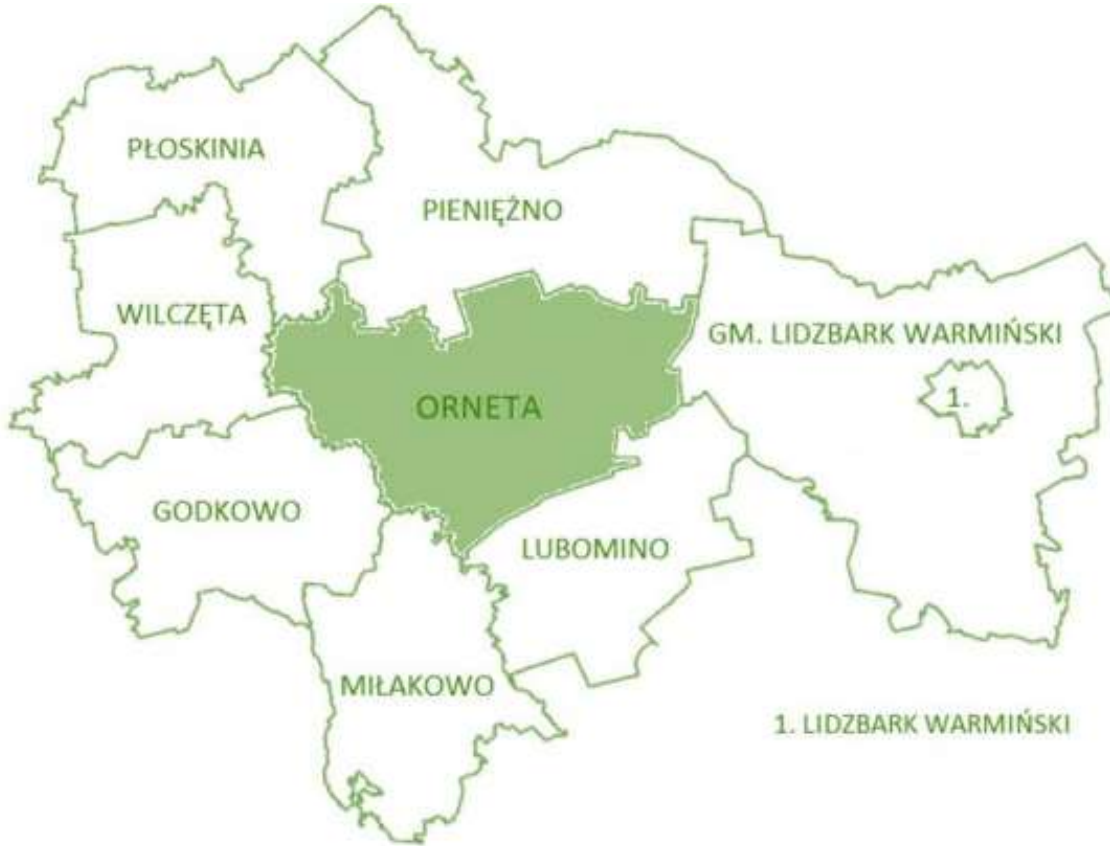 PŁOSKINIA
PIENIĘŻNO
WILCZĘTA
GM. LIDZBARK WARMIŃSKI
1.
ORNETA
GODKOWO
LUBOMINO
MIŁAKOWO
1. LIDZBARK WARMIŃSKI